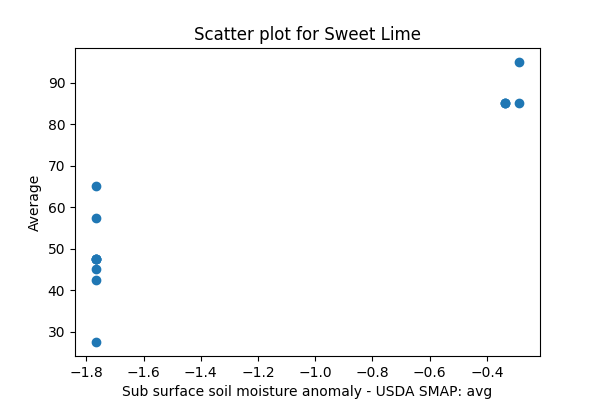 Scatter plot for Sweet Lime
Average
90
80
70
60
50
40
30
−1.8 −1.6 −1.4 −1.2 −1.0 −0.8 −0.6 −0.4
Sub surface soil moisture anomaly - USDA SMAP: avg